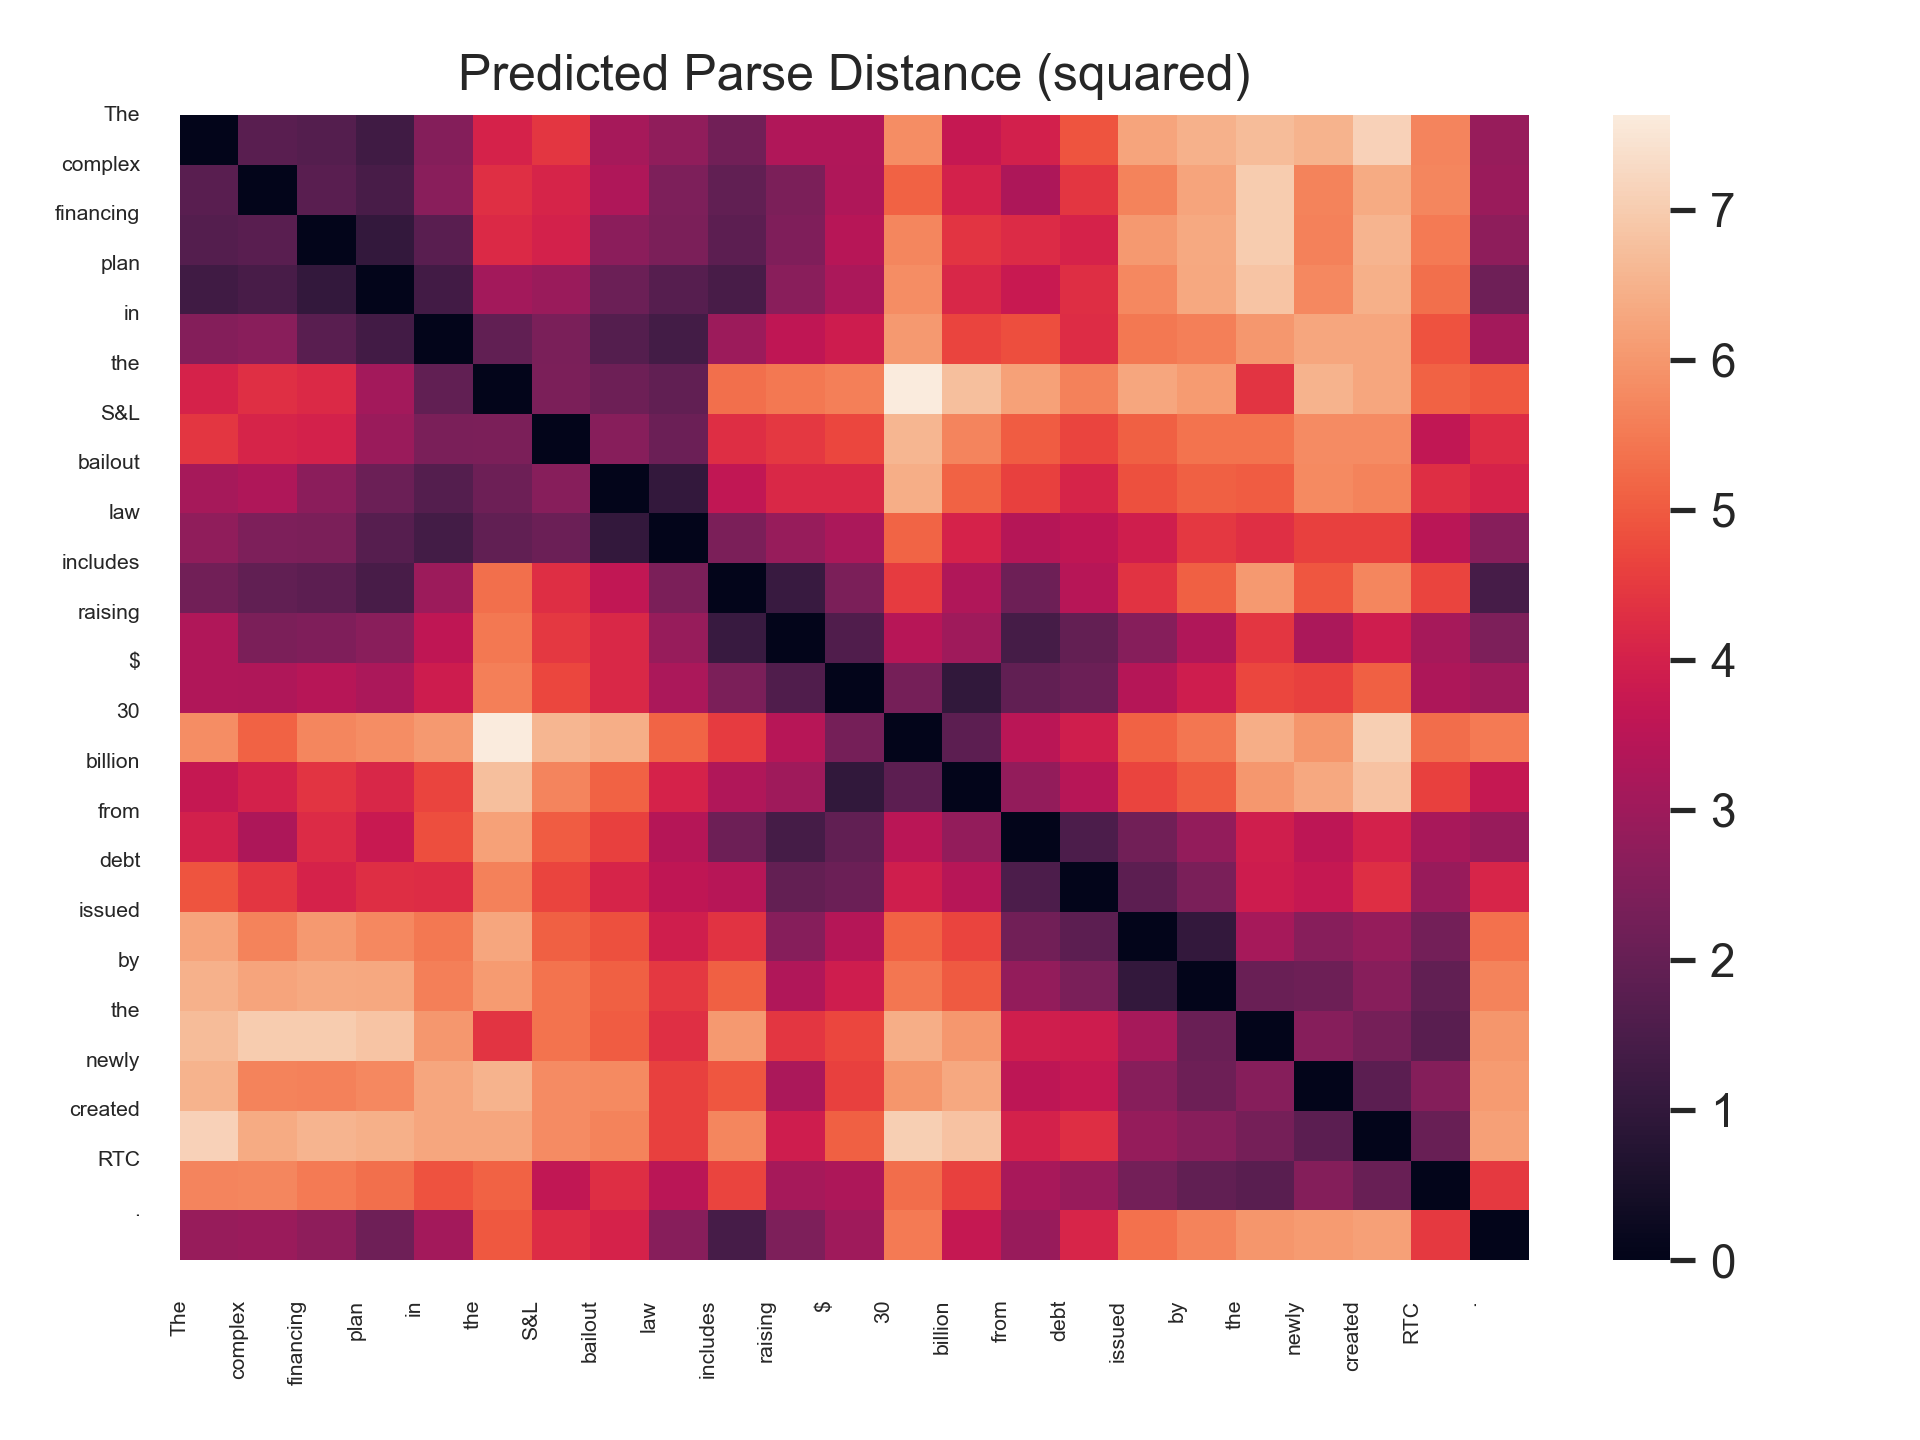 Predicted Parse Distance (squared)
The
complex
financing
plan
in
the
S&L
bailout
law
includes
raising
$
30
billion
from
debt
issued
by
the
newly
created
RTC
.
7
6
5
4
3
2
1
0
The
complex
financing
plan
in
the
S&L
bailout
law
includes
raising
$
30
billion
from
debt
issued
by
the
newly
created
RTC
.